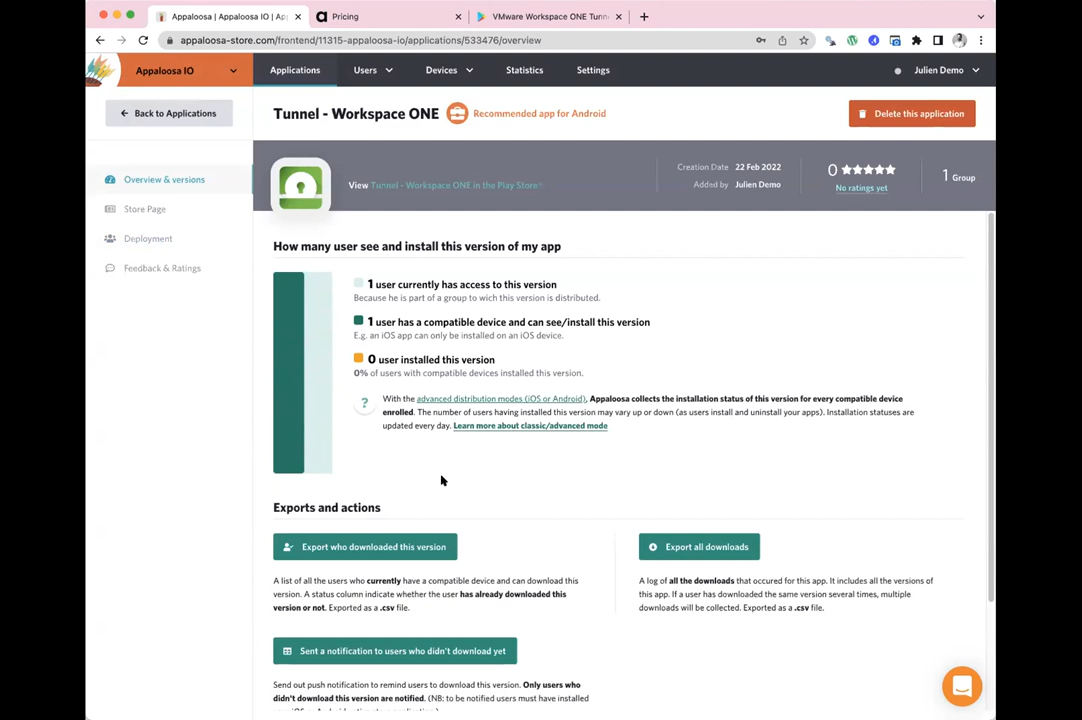 Appaloosa | Appaloosa IO | Ap
Pricing
VMware Workspace ONE Tunn
appaloosa-store.com/frontend/11315-appaloosa-io/applications/533476/overview
Appaloosa IO
Applications
Users
Devices
Statistics
Settings
Julien Demo
Back to Applications
Tunnel - Workspace ONE
Recommended app for Android
Delete this application
Overview & versions
Store Page
Deployment
Feedback & Ratings
View Tunnel - Workspace ONE in the Play Store
Creation Date 22 Feb 2022
Added by Julien Demo
0
No ratings yet
1 Group
How many user see and install this version of my app
1 user currently has access to this version
Because he is part of a group to wich this version is distributed.
1 user has a compatible device and can see/install this version
E.g. an iOS app can only be installed on an iOS device.
0 user installed this version
0% of users with compatible devices installed this version.
?
With the advanced distribution modes (iOS or Android), Appaloosa collects the installation status of this version for every compatible device
enrolled. The number of users having installed this version may vary up or down (as users install and uninstall your apps). Installation statuses are
updated every day. Learn more about classic/advanced mode
Exports and actions
Export who downloaded this version
A list of all the users who currently have a compatible device and can download this
version. A status column indicate whether the user has already downloaded this
version or not. Exported as a .csv file.
Export all downloads
A log of all the downloads that occured for this app. It includes all the versions of
this app. If a user has downloaded the same version several times, multiple
downloads will be collected. Exported as a .csv file.
Sent a notification to users who didn't download yet
Send out push notification to remind users to download this version. Only users who
didn't download this version are notified. (NB: to be notified users must have installed